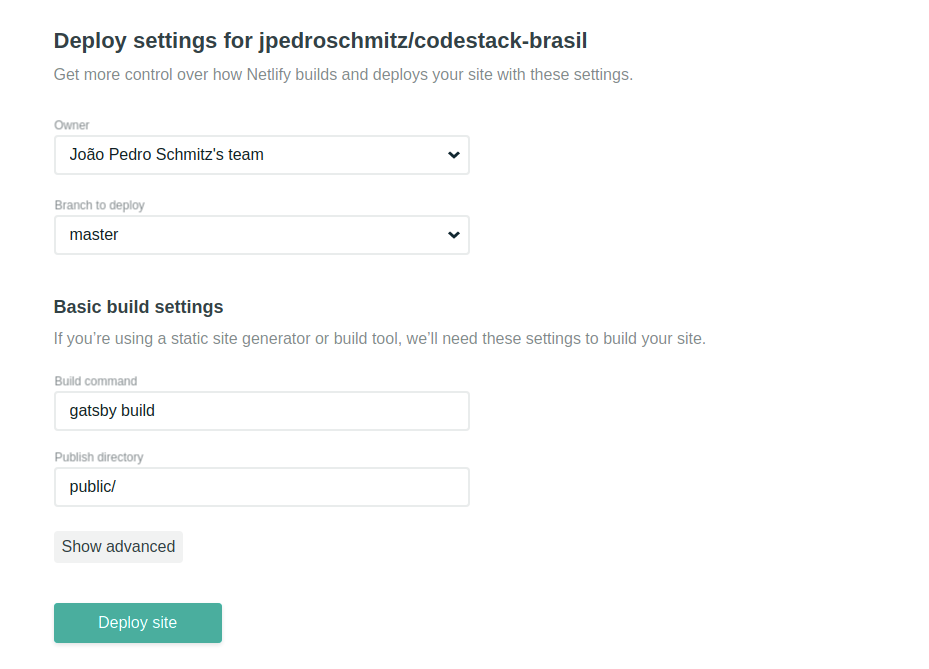 Deploy settings for jpedroschmitz/codestack-brasil
Get more control over how Netlify builds and deploys your site with these settings.
Owner
João Pedro Schmitz's team
Branch to deploy
master
Basic build settings
If you’re using a static site generator or build tool, we’ll need these settings to build your site.
Build command
gatsby build
Publish directory
public/
Show advanced
Deploy site